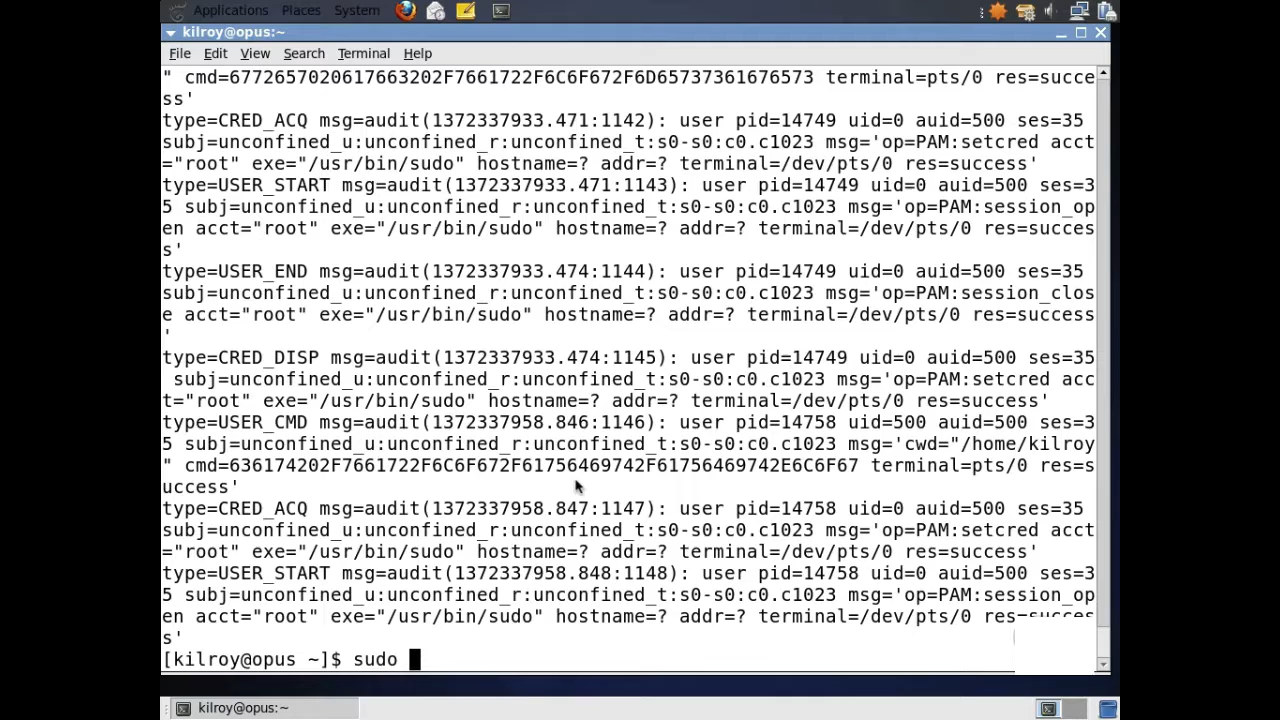 Applications Places System
kilroy@opus:~
File Edit View Search Terminal Help
" cmd=6772657020617663202F7661722F6C6F672F6D65737361676573 terminal=pts/0 res=succe
ss'
type=CRED_ACQ msg=audit(1372337933.471:1142): user pid=14749 uid=0 auid=500 ses=35
subj=unconfined_u:unconfined_r:unconfined_t:s0-s0:c0.c1023 msg='op=PAM:setcred acct
="root" exe="/usr/bin/sudo" hostname=? addr=? terminal=/dev/pts/0 res=success'
type=USER_START msg=audit(1372337933.471:1143): user pid=14749 uid=0 auid=500 ses=3
5 subj=unconfined_u:unconfined_r:unconfined_t:s0-s0:c0.c1023 msg='op=PAM:session_op
en acct="root" exe="/usr/bin/sudo" hostname=? addr=? terminal=/dev/pts/0 res=succes
s'
type=USER_END msg=audit(1372337933.474:1144): user pid=14749 uid=0 auid=500 ses=35
subj=unconfined_u:unconfined_r:unconfined_t:s0-s0:c0.c1023 msg='op=PAM:session_clos
e acct="root" exe="/usr/bin/sudo" hostname=? addr=? terminal=/dev/pts/0 res=success
'
type=CRED_DISP msg=audit(1372337933.474:1145): user pid=14749 uid=0 auid=500 ses=35
subj=unconfined_u:unconfined_r:unconfined_t:s0-s0:c0.c1023 msg='op=PAM:setcred acc
t="root" exe="/usr/bin/sudo" hostname=? addr=? terminal=/dev/pts/0 res=success'
type=USER_CMD msg=audit(1372337958.846:1146): user pid=14758 uid=500 auid=500 ses=3
5 subj=unconfined_u:unconfined_r:unconfined_t:s0-s0:c0.c1023 msg='cwd="/home/kilroy
" cmd=636174202F7661722F6C6F672F61756469742F61756469742E6C6F67 terminal=pts/0 res=s
uccess'
type=CRED_ACQ msg=audit(1372337958.847:1147): user pid=14758 uid=0 auid=500 ses=35
subj=unconfined_u:unconfined_r:unconfined_t:s0-s0:c0.c1023 msg='op=PAM:setcred acct
="root" exe="/usr/bin/sudo" hostname=? addr=? terminal=/dev/pts/0 res=success'
type=USER_START msg=audit(1372337958.848:1148): user pid=14758 uid=0 auid=500 ses=3
5 subj=unconfined_u:unconfined_r:unconfined_t:s0-s0:c0.c1023 msg='op=PAM:session_op
en acct="root" exe="/usr/bin/sudo" hostname=? addr=? terminal=/dev/pts/0 res=succes
s'
[kilroy@opus ~]$ sudo
kilroy@opus:~